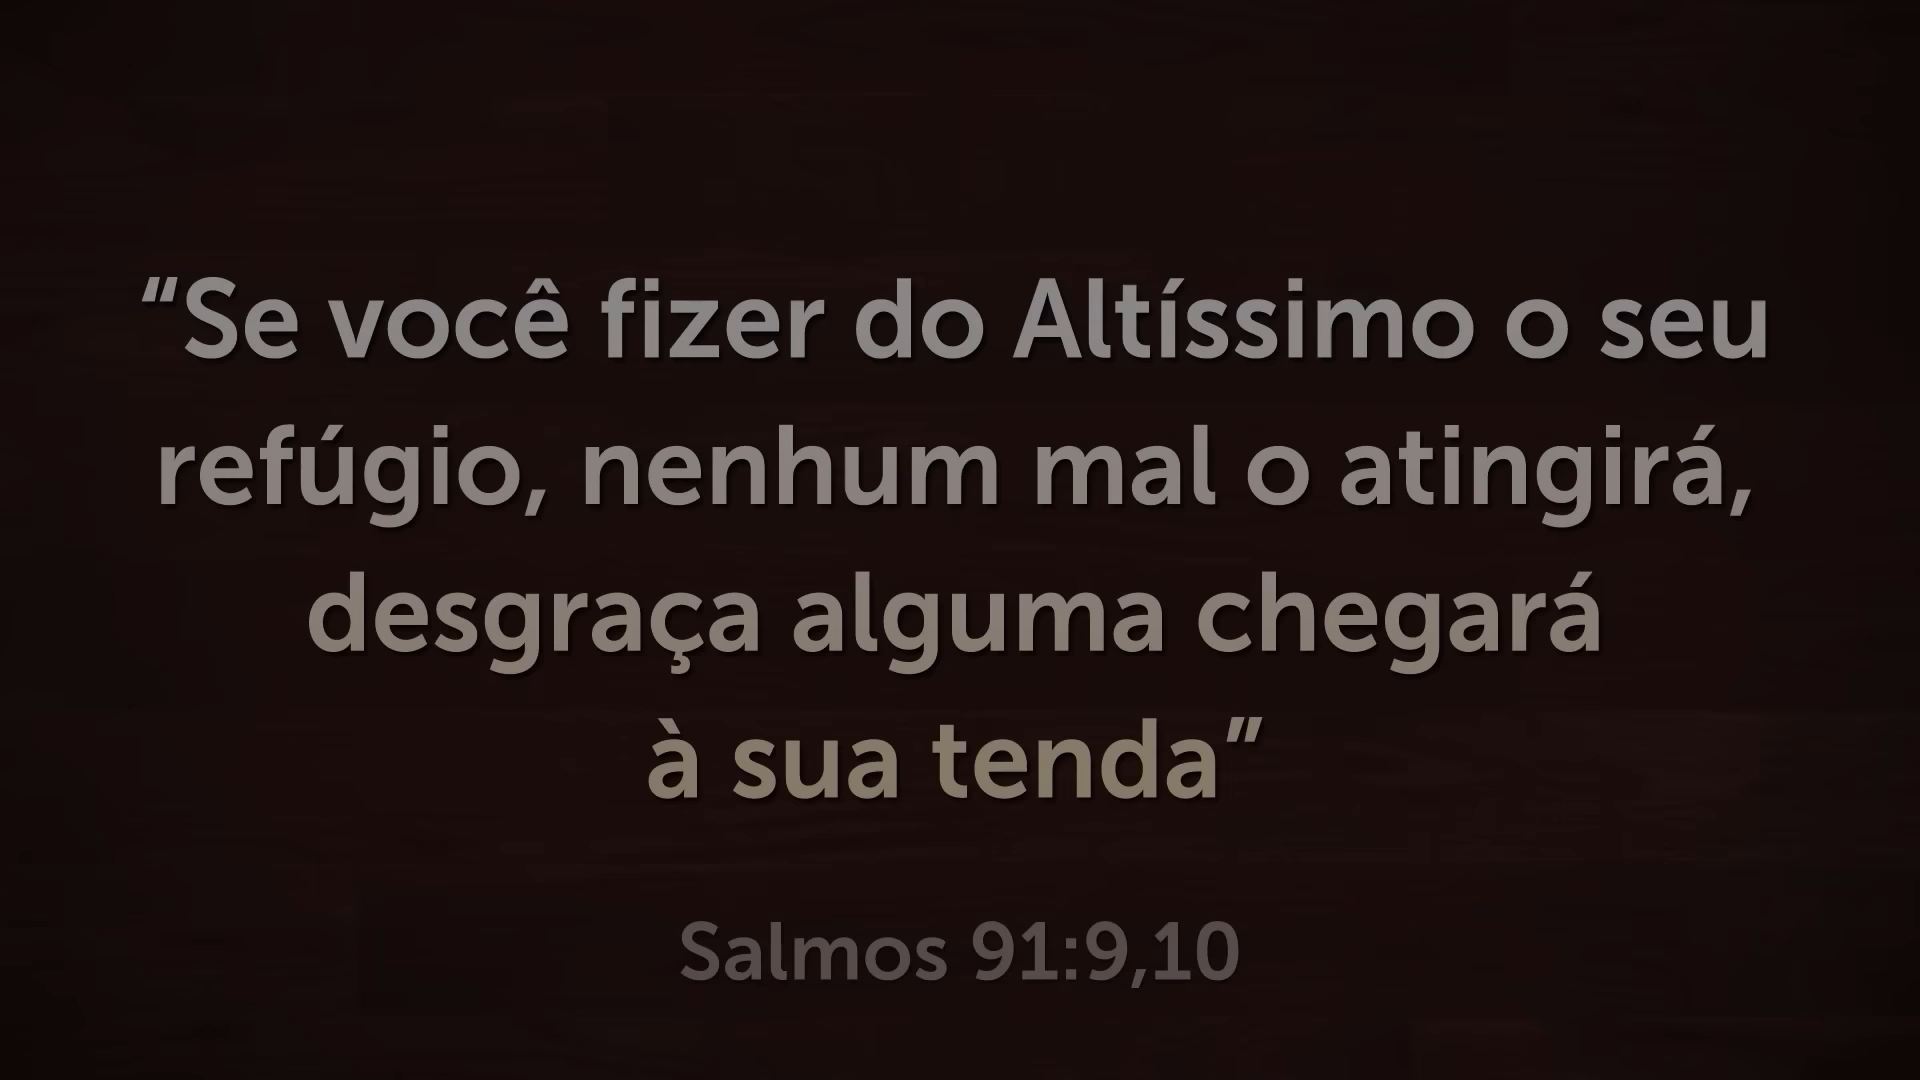 “Se você fizer do Altíssimo o seu
refúgio, nenhum mal o atingirá,
desgraça alguma chegará
à sua tenda”
Salmos 91:9,10